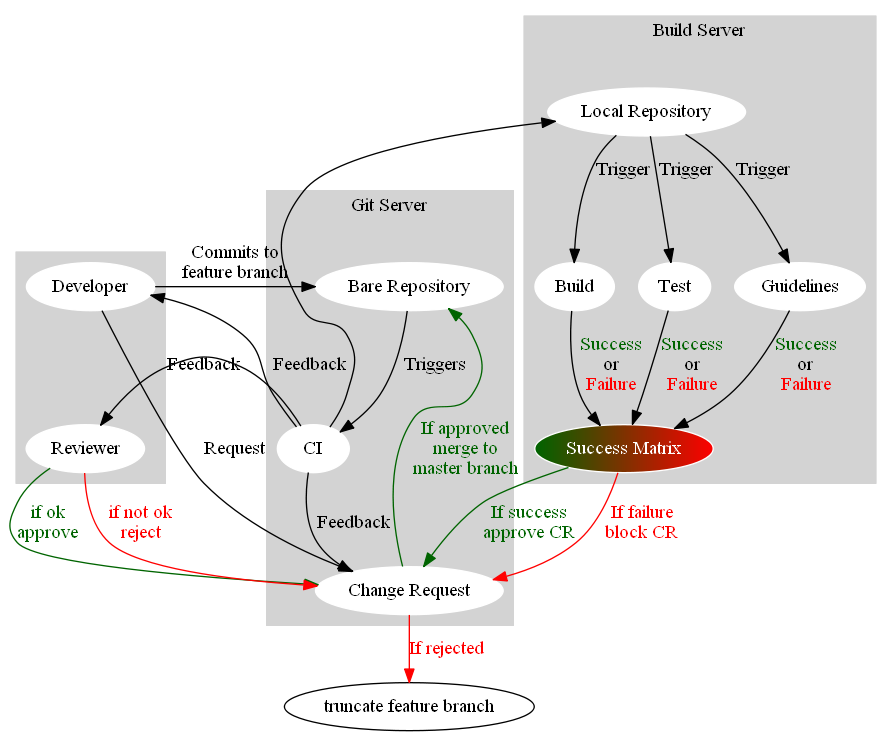 Build Server
Local Repository
Trigger
Trigger
Trigger
Git Server
Commits to
feature branch
Developer
Bare Repository
Build
Test
Guidelines
Feedback
Feedback
Triggers
Success
or
Failure
Success
or
Failure
Success
or
Failure
Reviewer
Request
CI
If approved
merge to
master branch
Success Matrix
if ok
approve
if not ok
reject
Feedback
If success
approve CR
If failure
block CR
Change Request
If rejected
truncate feature branch